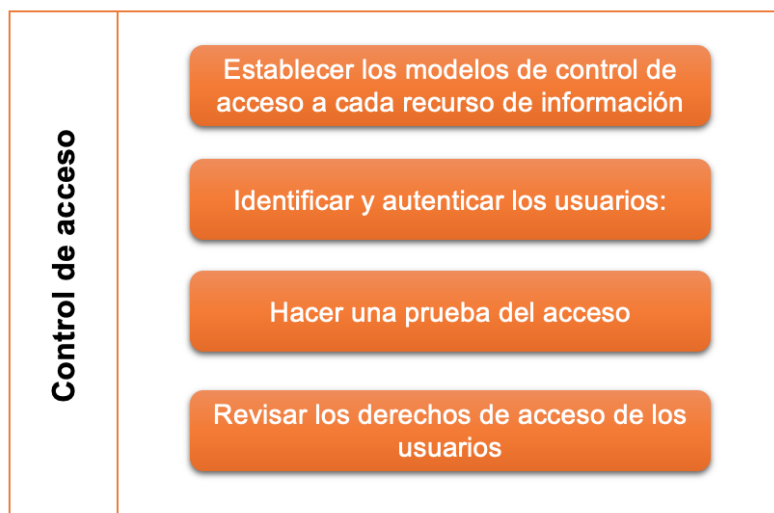 Control de acceso
Establecer los modelos de control de
acceso a cada recurso de información
Identificar y autenticar los usuarios:
Hacer una prueba del acceso
Revisar los derechos de acceso de los
usuarios